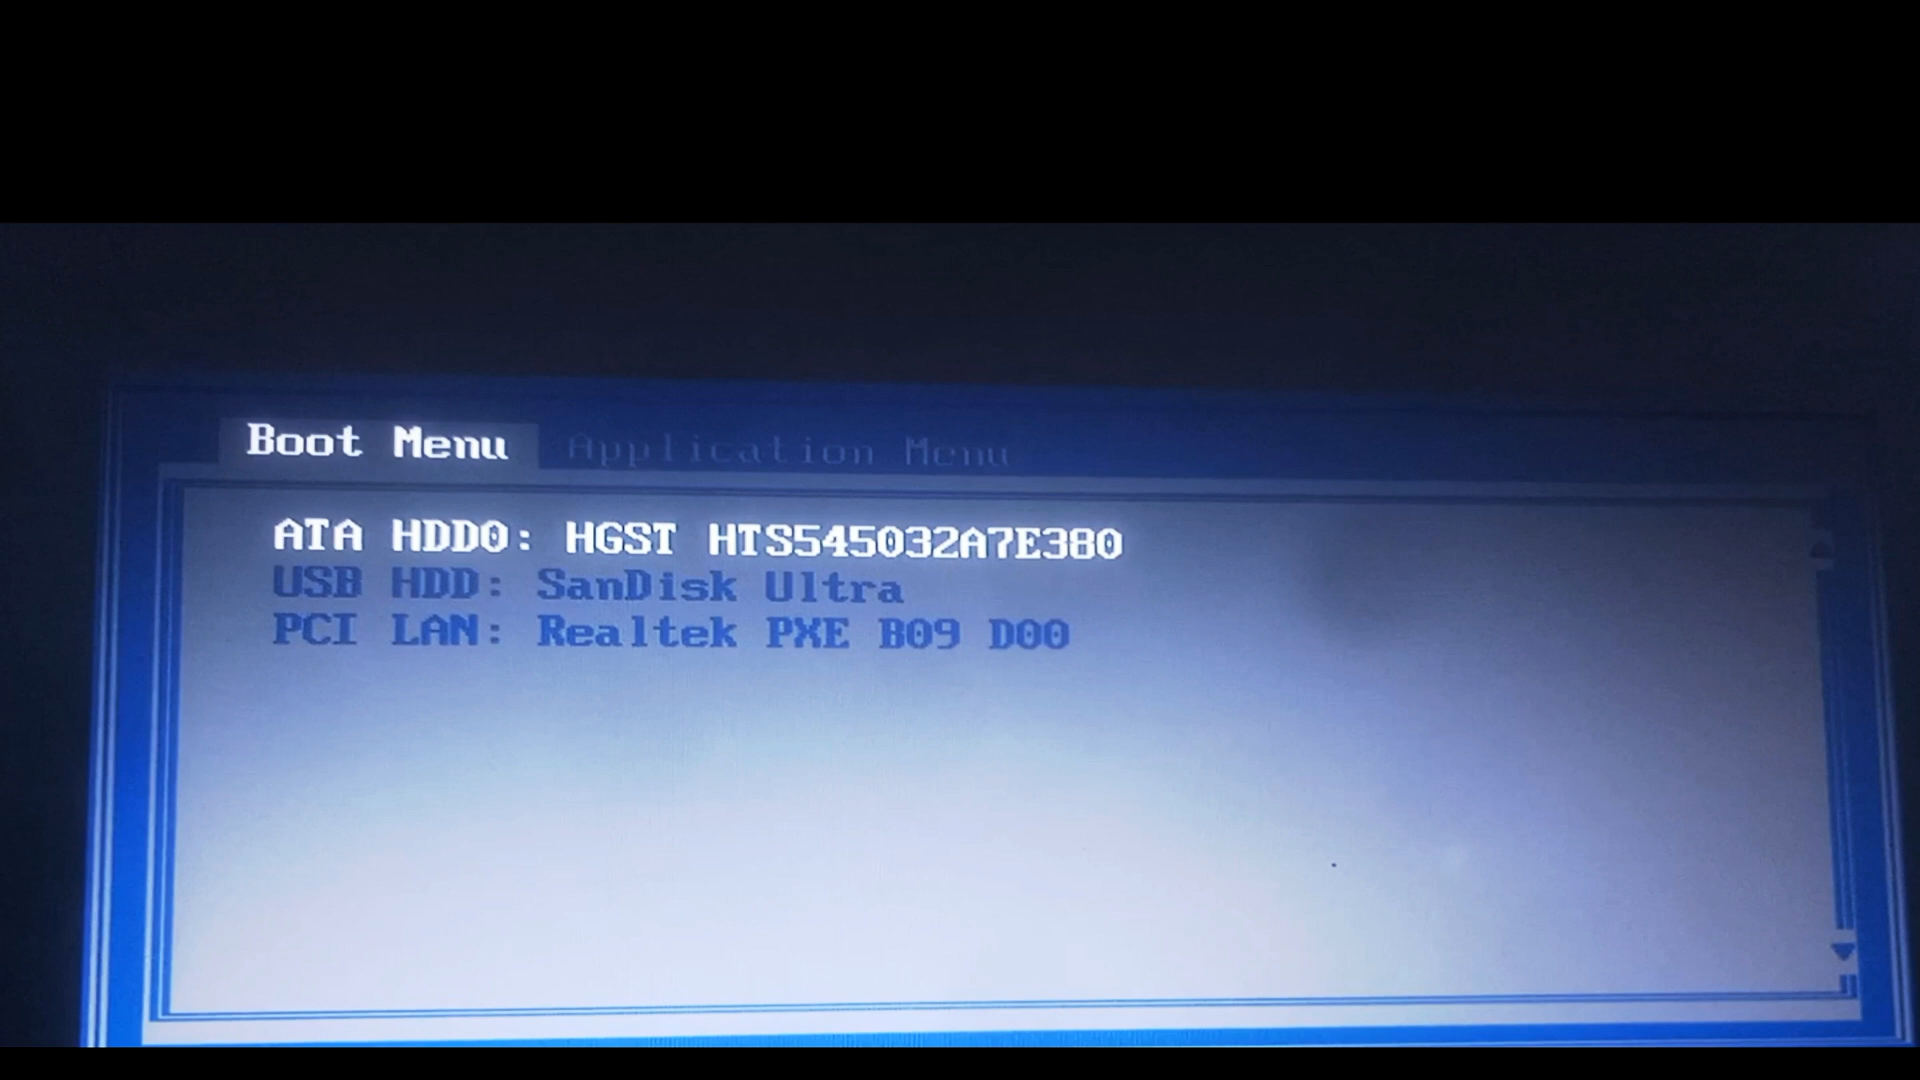 Boot Menu Application Menu
ATA HDD0: HGST HTS545032A7E380
USB HDD: SanDisk Ultra
PCI LAN: Realtek PXE B09 D00